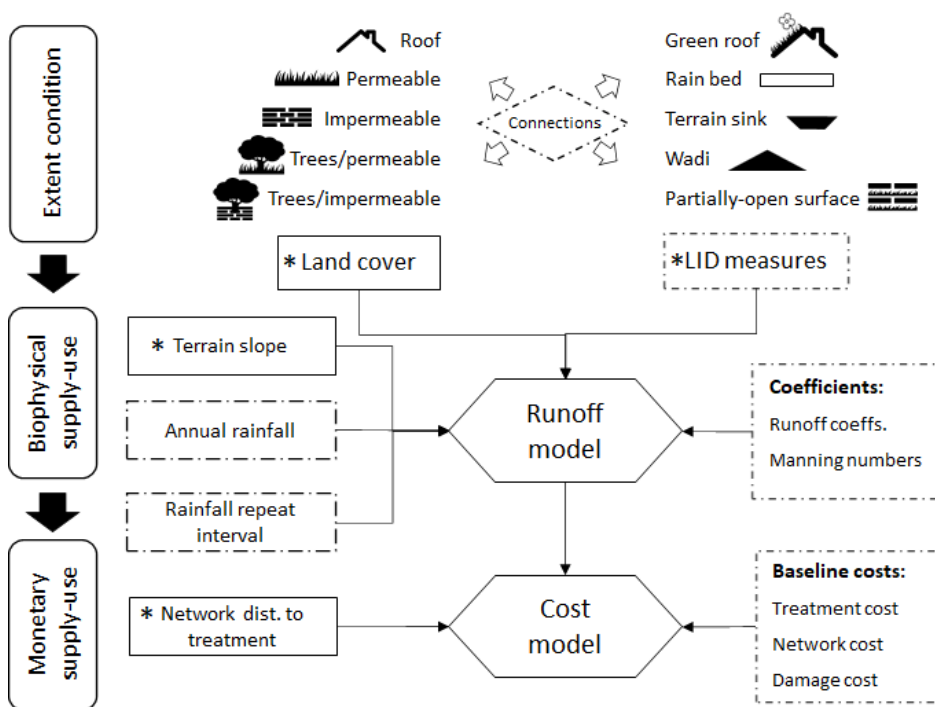 Extent condition
Roof
Permeable
Impermeable
Trees/permeable
Trees/impermeable
Connections
Green roof
Rain bed
Terrain sink
Wadi
Partially-open surface
* Land cover
*LID measures
Biophysical
supply-use
* Terrain slope
Annual rainfall
Rainfall repeat
interval
Runoff
model
Coefficients:
Runoff coeffs.
Manning numbers
Monetary
supply-use
* Network dist. to
treatment
Cost
model
Baseline costs:
Treatment cost
Network cost
Damage cost